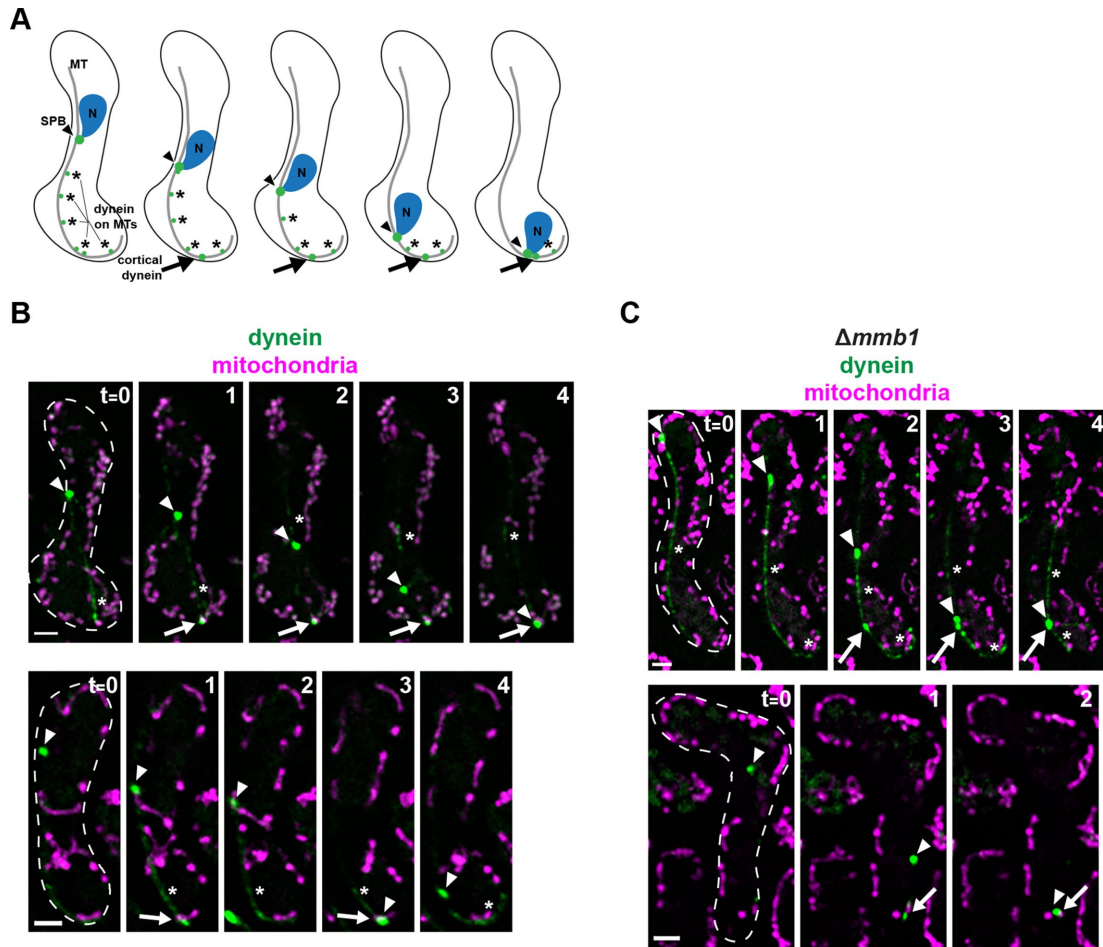 A
MT
SPB
N
N
N
N
N
*
*
*
* *
dynein
on MTs
*
*
* *
*
* *
* *
*
cortical
dynein
B
dynein
mitochondria
t=0
1
2
3
4
*
*
*
*
*
t=0
1
2
3
4
*
*
*
*
C
Δmmb1
dynein
mitochondria
t=0
1
2
3
4
*
*
*
*
*
*
*
*
*
t=0
1
2